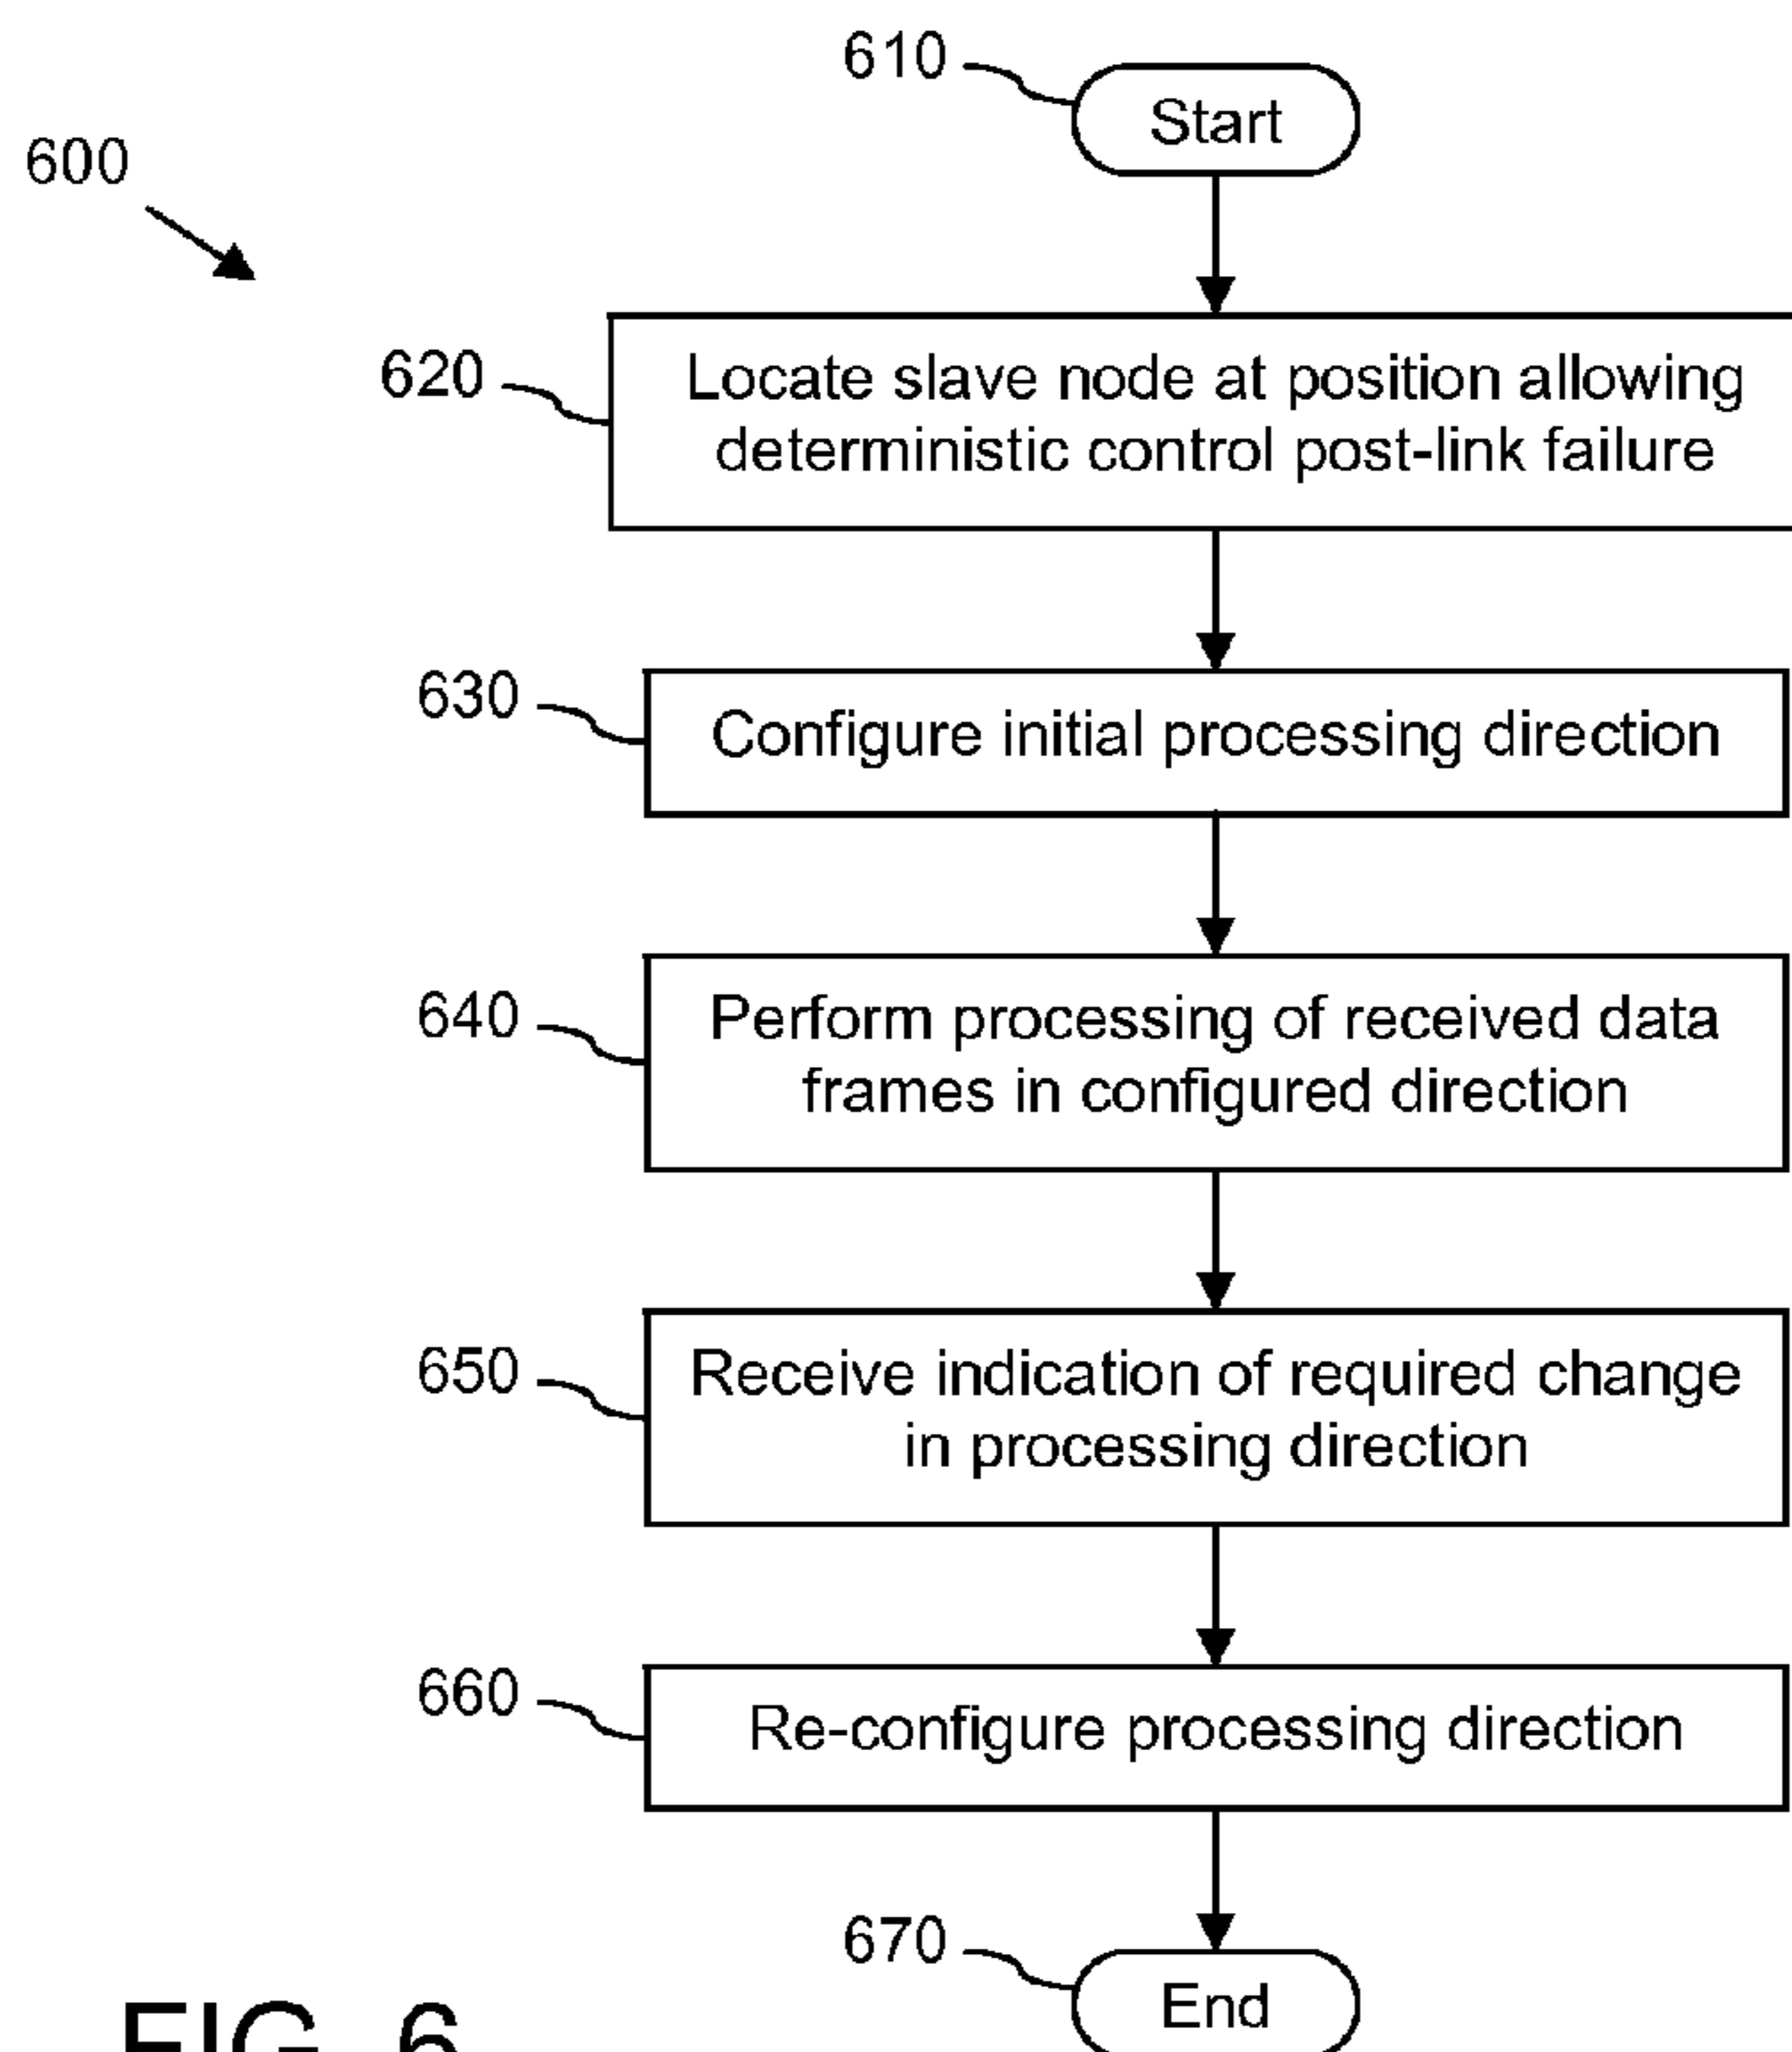 610
Start
600
620
Locate slave node at position allowing
deterministic control post-link failure
630
Configure initial processing direction
640
Perform processing of received data
frames in configured direction
650
Receive indication of required change
in processing direction
660
Re-configure processing direction
670
End
FIG. 6